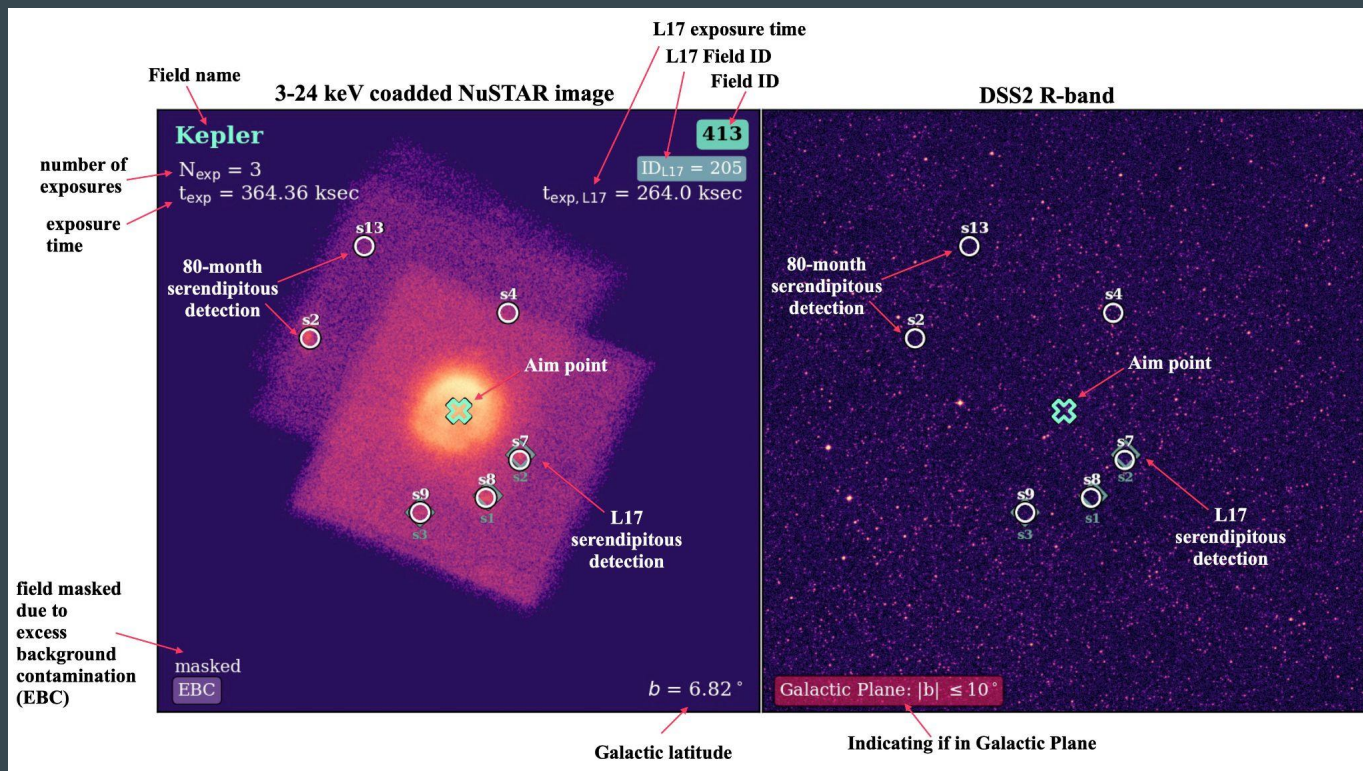 L17 exposure time
L17 Field ID
Field ID
Field name
3-24 keV coadded NuSTAR image
DSS2 R-band
Kepler
413
number of
exposures
N_exp = 3
ID_L17 = 205
t_exp = 364.36 ksec
t_exp, L17 = 264.0 ksec
exposure
time
s13
80-month
serendipitous
detection
s4
s2
Aim point
s7
s2
s8
s9
s1
s3
L17
serendipitous
detection
field masked
due to
excess
background
contamination
(EBC)
masked
EBC
b = 6.82°
Galactic latitude
s13
80-month
serendipitous
detection
s4
s2
Aim point
s7
s2
s8
s9
s1
s3
L17
serendipitous
detection
Galactic Plane: |b| ≤10°
Indicating if in Galactic Plane